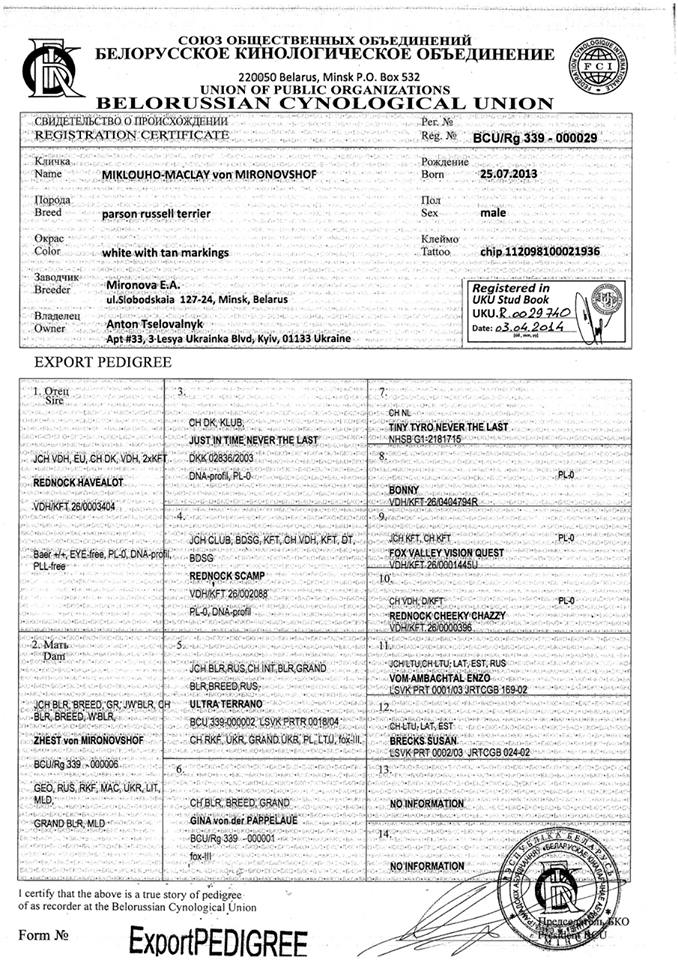 СОЮЗ ОБЩЕСТВЕННЫХ ОБЪЕДИНЕНИЙ
БЕЛОРУССКОЕ КИНОЛОГИЧЕСКОЕ ОБЪЕДИНЕНИЕ
220050 Belarus, Minsk P.O. Box 532
UNION OF PUBLIC ORGANIZATIONS
BELORUSSIAN CYNOLOGICAL UNION
FEDERATION CYNOLOGIQUE INTERNATIONALE
FCI
СВИДЕТЕЛЬСТВО О ПРОИСХОЖДЕНИИ
REGISTRATION CERTIFICATE
Рег. №
Reg. № BCU/Rg 339 - 000029
Кличка
Name MIKLOUHO-MACLAY von MIRONOVSHOF
Рождение
Born 25.07.2013
Порода
Breed parson russell terrier
Пол
Sex male
Окрас
Color white with tan markings
Клеймо
Tattoo chip 112098100021936
Заводчик
Breeder Mironova E.A.
ul.Slobodskaia 127-24, Minsk, Belarus
Владелец
Owner Anton Tselovalnyk
Apt #33, 3-Lesya Ukrainka Blvd, Kyiv, 01133 Ukraine
Registered in
UKU Stud Book
UKU.R.0029740
Date: 03.04.2014
(dd, mm, yy)
EXPORT PEDIGREE
1. Отец
Sire
JCH VDH, EU, CH DK, VDH, 2xKFT
REDNOCK HAVEALOT
VDH/KFT 26/0003404
Baer +/+, EYE-free, PL-0, DNA-profil,
PLL-free
2. Мать
Dam
JCH BLR, BREED, GR, JW'BLR, CH
BLR, BREED, W'BLR,
ZHEST von MIRONOVSHOF
BCU/Rg 339 - 000006
GEO, RUS, RKF, MAC, UKR, LIT,
MLD,
GRAND BLR, MLD
3.
CH DK, KLUB,
JUST IN TIME NEVER THE LAST
DKK 02836/2003
DNA-profil, PL-0
4.
JCH CLUB, BDSG, KFT, CH VDH, KFT, DT,
BDSG
REDNOCK SCAMP
VDH/KFT 26/002088
PL-0, DNA-profil
5.
JCH BLR,RUS,CH INT,BLR,GRAND
BLR,BREED,RUS,
ULTRA TERRANO
BCU 339-000002 LSVK PRTR 0018/04
CH RKF, UKR, GRAND UKR, PL, LTU, fox-III,
6.
CH BLR, BREED, GRAND
GINA von der PAPPELAUE
BCU/Rg 339 - 000001
fox-III
7.
CH NL
TINY TYRO NEVER THE LAST
NHSB G1-2181715
8.
PL-0
BONNY
VDH/KFT 26/0404794R
9.
JCH KFT, CH KFT PL-0
FOX VALLEY VISION QUEST
VDH/KFT 26/0001445U
10.
CH VDH, D/KFT PL-0
REDNOCK CHEEKY CHAZZY
VDH/KFT 26/0000396
11.
JCH LTU,CH LTU, LAT, EST, RUS
VOM-AMBACHTAL ENZO
LSVK PRT 0001/03 JRTCGB 169-02
12.
CH-LTU, LAT, EST
BRECKS SUSAN
LSVK PRT 0002/03 JRTCGB 024-02
13.
NO INFORMATION
14.
NO INFORMATION
I certify that the above is a true story of pedigree
of as recorder at the Belorussian Cynological Union
Председатель БКО
President BCU
Form № ExportPEDIGREE